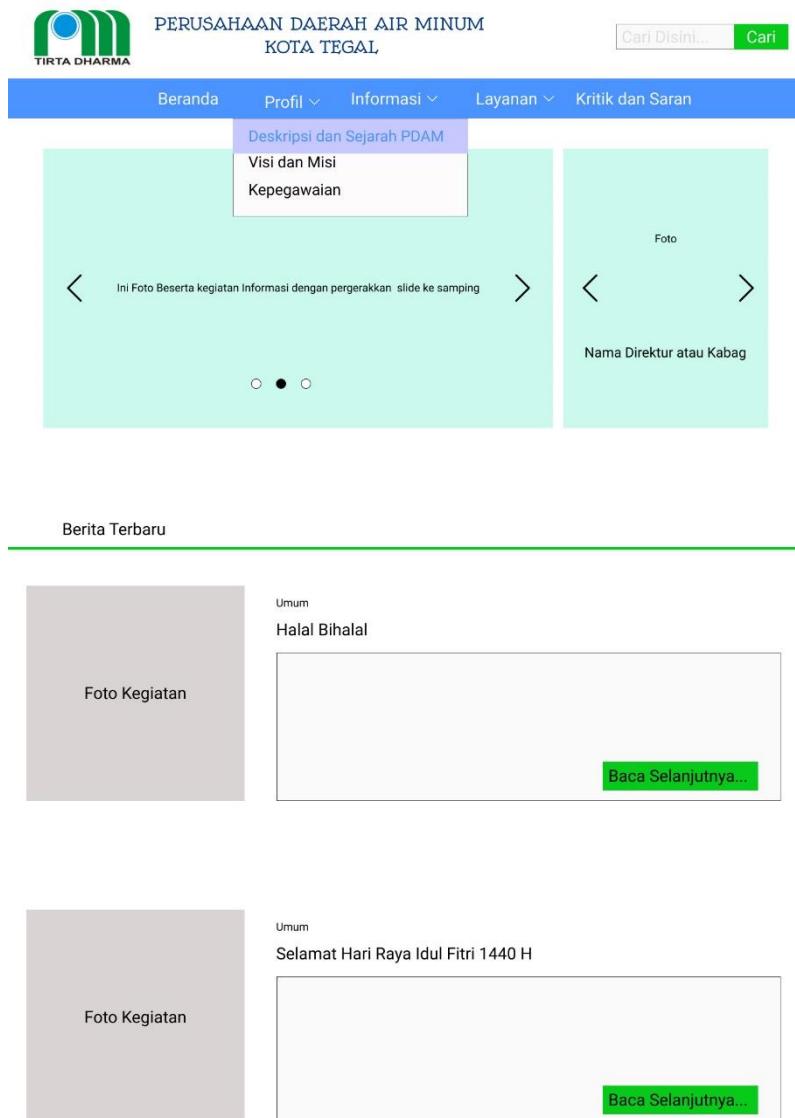 TIRTA DHARMA
PERUSAHAAN DAERAH AIR MINUM
KOTA TEGAL
Cari Disini...
Cari
Beranda
Profil
Informasi
Layanan
Kritik dan Saran
Deskripsi dan Sejarah PDAM
Visi dan Misi
Kepegawaian
Ini Foto Beserta kegiatan Informasi dengan pergerakkan slide ke samping
Foto
Nama Direktur atau Kabag
Berita Terbaru
Foto Kegiatan
Umum
Halal Bihalal
Baca Selanjutnya...
Foto Kegiatan
Umum
Selamat Hari Raya Idul Fitri 1440 H
Baca Selanjutnya...